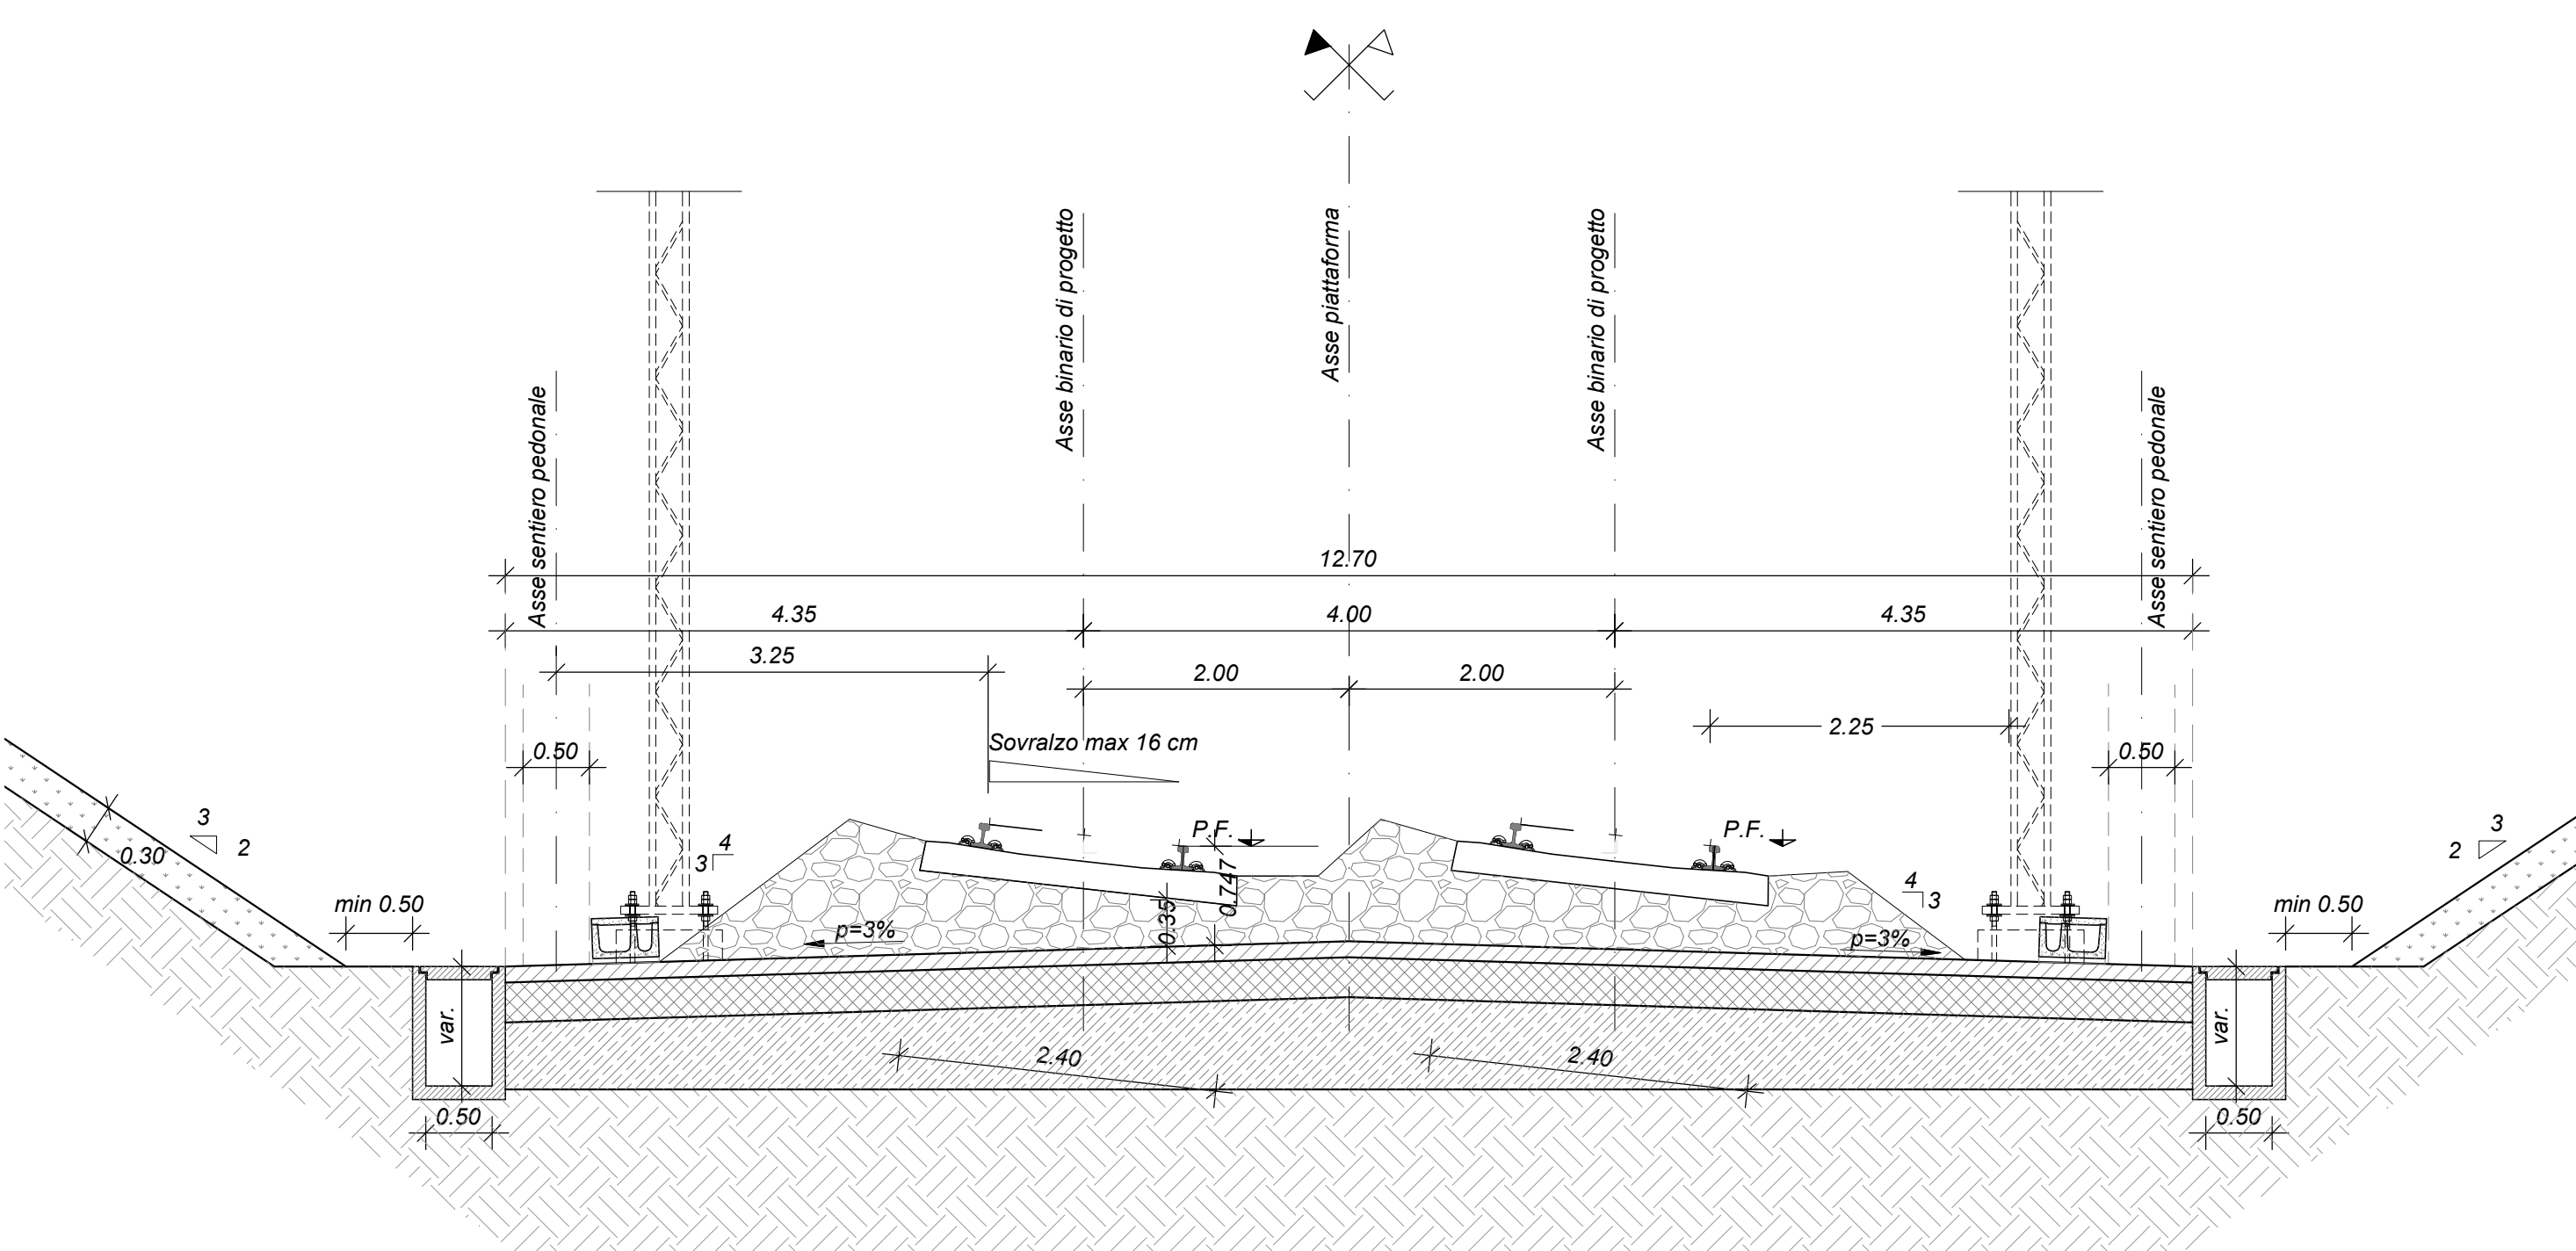 Asse binario di progetto
Asse piattaforma
Asse binario di progetto
Asse sentiero pedonale
Asse sentiero pedonale
12.70
4.35
4.00
4.35
3.25
2.00
2.00
2.25
Sovralzo max 16 cm
0.50
0.50
3
2
0.30
4
3
P.F.
P.F.
3
2
0.747
0.35
4
3
min 0.50
min 0.50
p=3%
p=3%
var.
var.
2.40
2.40
0.50
0.50